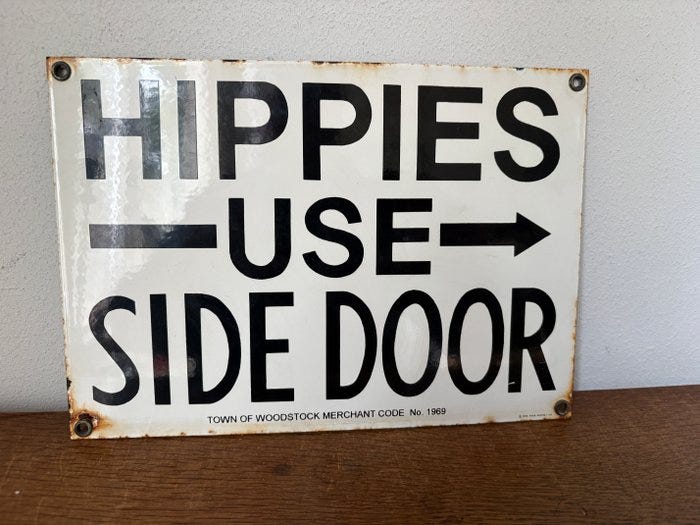 HIPPIES
USE
SIDE DOOR
TOWN OF WOODSTOCK MERCHANT CODE No. 1969